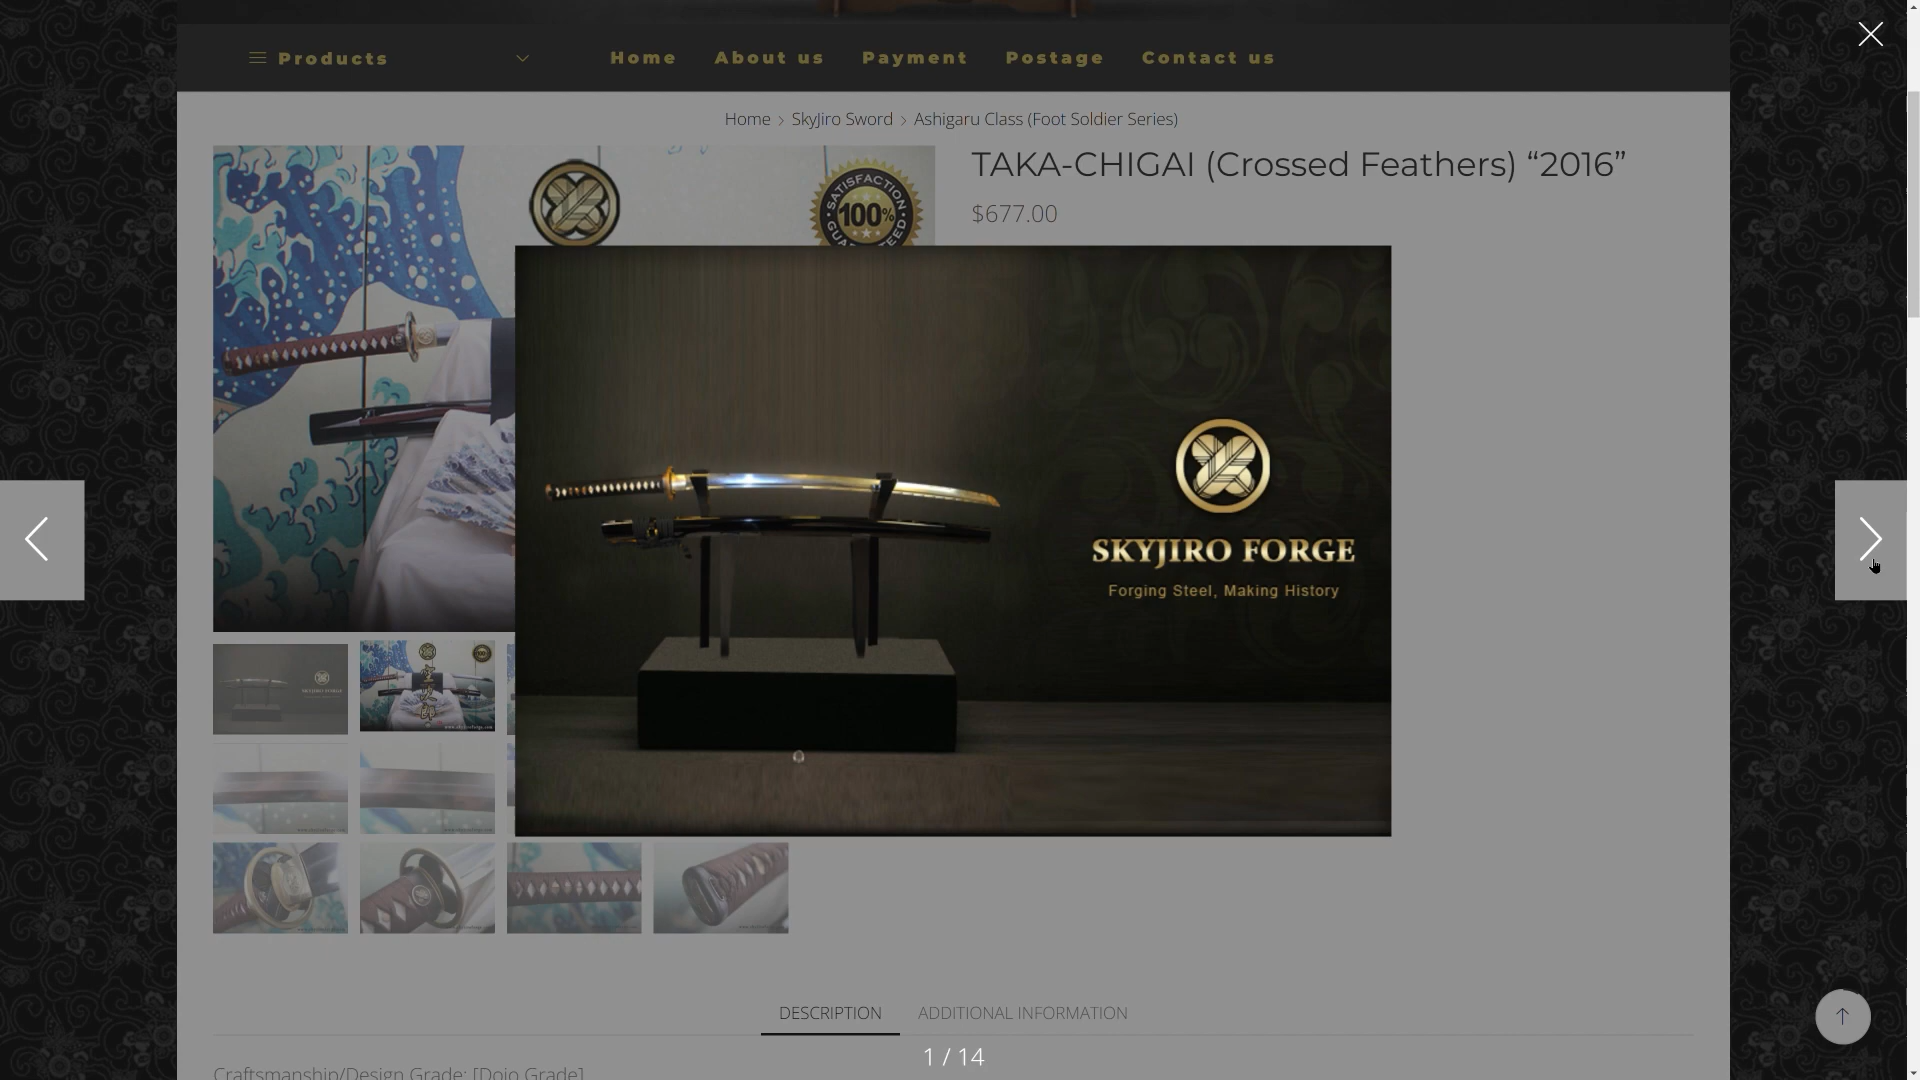 Products
Home
About us
Payment
Postage
Contact us
Home
SkyJiro Sword
Ashigaru Class (Foot Soldier Series)
TAKA-CHIGAI (Crossed Feathers) “2016”
$677.00
SATISFACTION
100%
SKYJIRO FORGE
Forging Steel, Making History
SKYJIRO FORGE
DESCRIPTION
ADDITIONAL INFORMATION
1 / 14
Craftsmanship/Design Grade: [Dojo Grade]